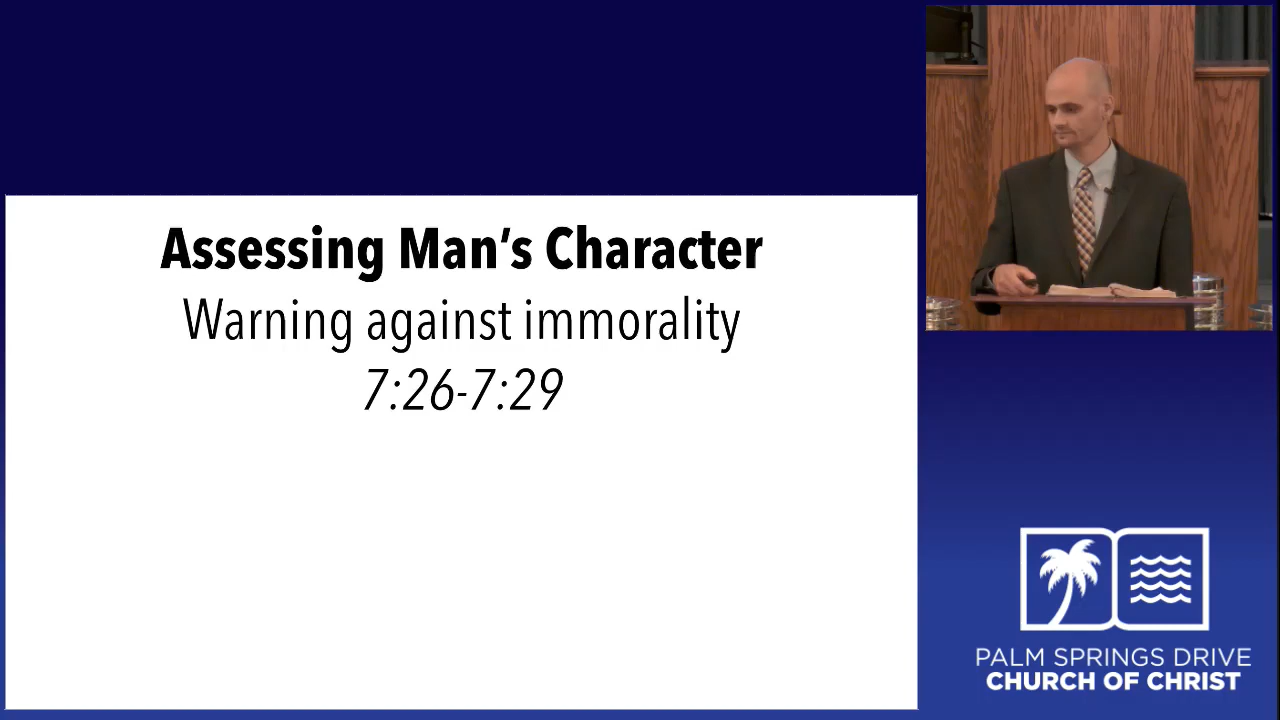 Assessing Man’s Character
Warning against immorality
7:26-7:29
PALM SPRINGS DRIVE
CHURCH OF CHRIST